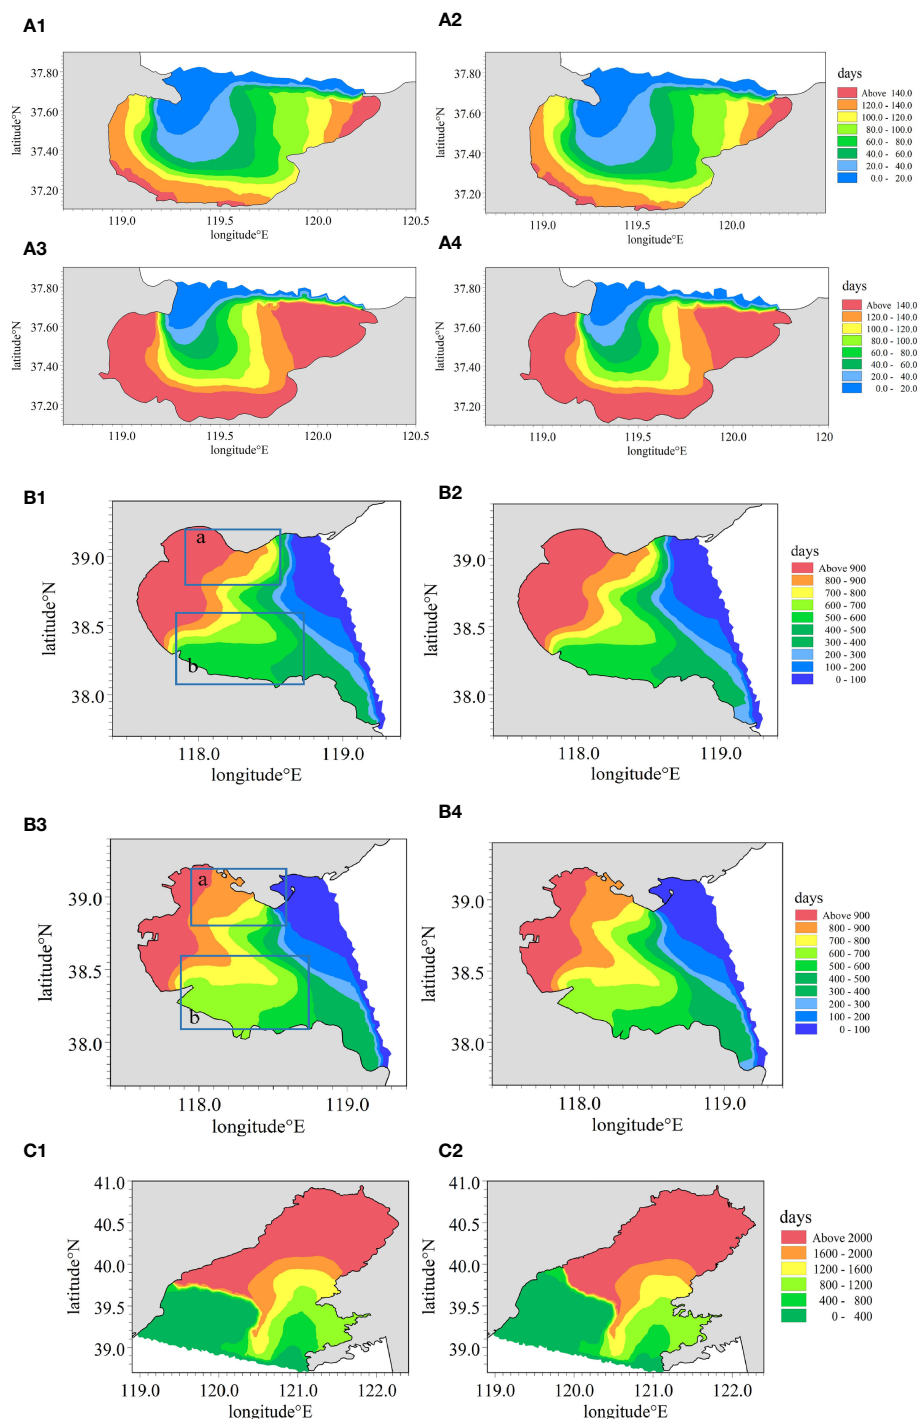 A1
A2
37.80
37.60
37.40
37.20
latitude°N
119.0
119.5
120.0
120.5
longitude°E
37.80
37.60
37.40
37.20
latitude°N
119.0
119.5
120.0
longitude°E
days
Above 140.0
120.0 - 140.0
100.0 - 120.0
80.0 - 100.0
60.0 - 80.0
40.0 - 60.0
20.0 - 40.0
0.0 - 20.0
A3
A4
37.80
37.60
37.40
37.20
latitude°N
119.0
119.5
120.0
120.5
longitude°E
37.80
37.60
37.40
37.20
latitude°N
119.0
119.5
120.0
120
longitude°E
days
Above 140.0
120.0 - 140.0
100.0 - 120.0
80.0 - 100.0
60.0 - 80.0
40.0 - 60.0
20.0 - 40.0
0.0 - 20.0
B1
B2
39.0
38.5
38.0
latitude°N
a
b
118.0
119.0
longitude°E
39.0
38.5
38.0
latitude°N
118.0
119.0
longitude°E
days
Above 900
800 - 900
700 - 800
600 - 700
500 - 600
400 - 500
300 - 400
200 - 300
100 - 200
0 - 100
B3
B4
39.0
38.5
38.0
latitude°N
a
b
118.0
119.0
longitude°E
39.0
38.5
38.0
latitude°N
118.0
119.0
longitude°E
days
Above 900
800 - 900
700 - 800
600 - 700
500 - 600
400 - 500
300 - 400
200 - 300
100 - 200
0 - 100
C1
C2
41.0
40.5
40.0
39.5
39.0
latitude°N
119.0
120.0
121.0
122.0
longitude°E
41.0
40.5
40.0
39.5
39.0
latitude°N
119.0
120.0
121.0
122.0
longitude°E
days
Above 2000
1600 - 2000
1200 - 1600
800 - 1200
400 - 800
0 - 400